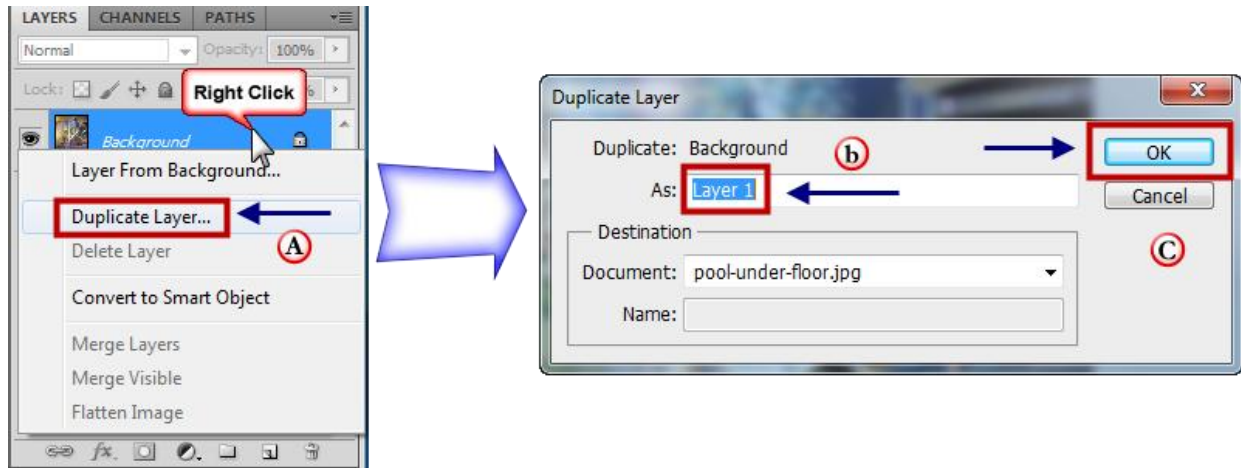 LAYERS CHANNELS PATHS
Normal Opacity: 100%
Lock: %
Right Click
Background
Layer From Background...
Duplicate Layer...
A
Delete Layer
Convert to Smart Object
Merge Layers
Merge Visible
Flatten Image
fx.
Duplicate Layer
Duplicate: Background
b
OK
As: Layer 1
Cancel
Destination
C
Document: pool-under-floor.jpg
Name: